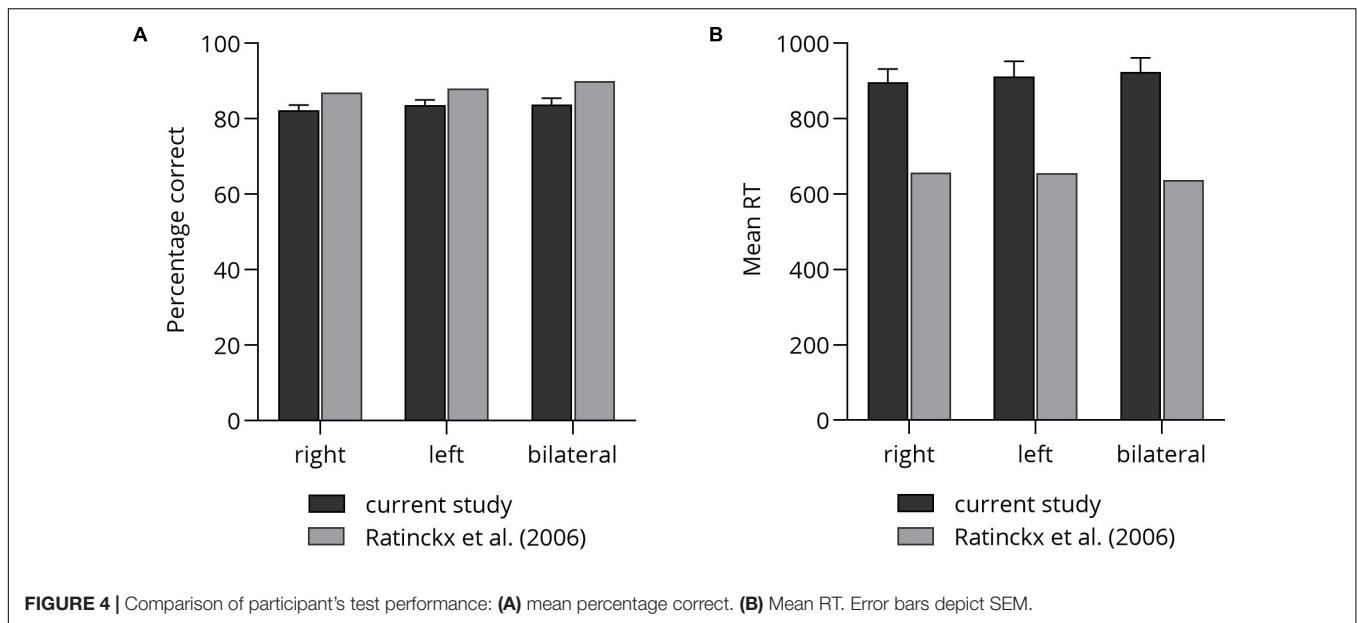 A
100
80
60
40
20
0
Percentage correct
right left bilateral
current study
Ratinckx et al. (2006)
B
1000
800
600
400
200
0
Mean RT
right left bilateral
current study
Ratinckx et al. (2006)
FIGURE 4 | Comparison of participant's test performance: (A) mean percentage correct. (B) Mean RT. Error bars depict SEM.